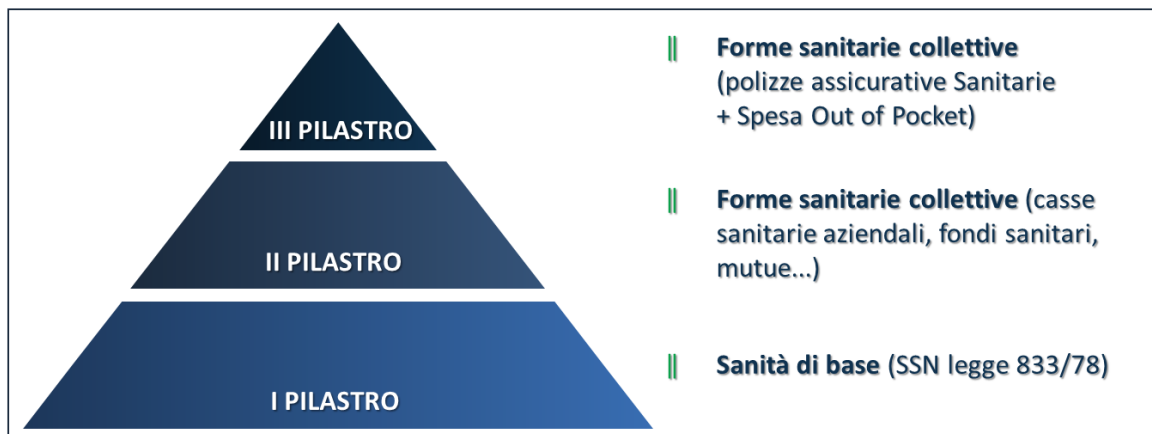 III PILASTRO
Forme sanitarie collettive
(polizze assicurative Sanitarie
+ Spesa Out of Pocket)
II PILASTRO
Forme sanitarie collettive (casse
sanitarie aziendali, fondi sanitari,
mutue...)
I PILASTRO
Sanità di base (SSN legge 833/78)